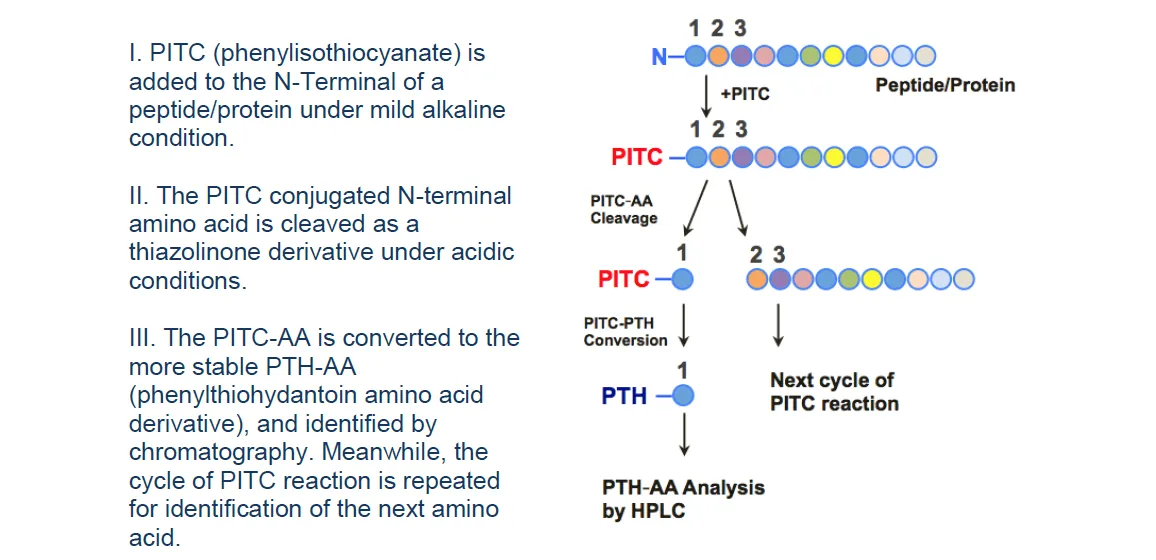 I. PITC (phenylisothiocyanate) is
added to the N-Terminal of a
peptide/protein under mild alkaline
condition.
II. The PITC conjugated N-terminal
amino acid is cleaved as a
thiazolinone derivative under acidic
conditions.
III. The PITC-AA is converted to the
more stable PTH-AA
(phenylthiohydantoin amino acid
derivative), and identified by
chromatography. Meanwhile, the
cycle of PITC reaction is repeated
for identification of the next amino
acid.
1 2 3
N
Peptide/Protein
+PITC
1 2 3
PITC
PITC-AA
Cleavage
1
2 3
PITC
PITC-PTH
Conversion
1
PTH
Next cycle of
PITC reaction
PTH-AA Analysis
by HPLC